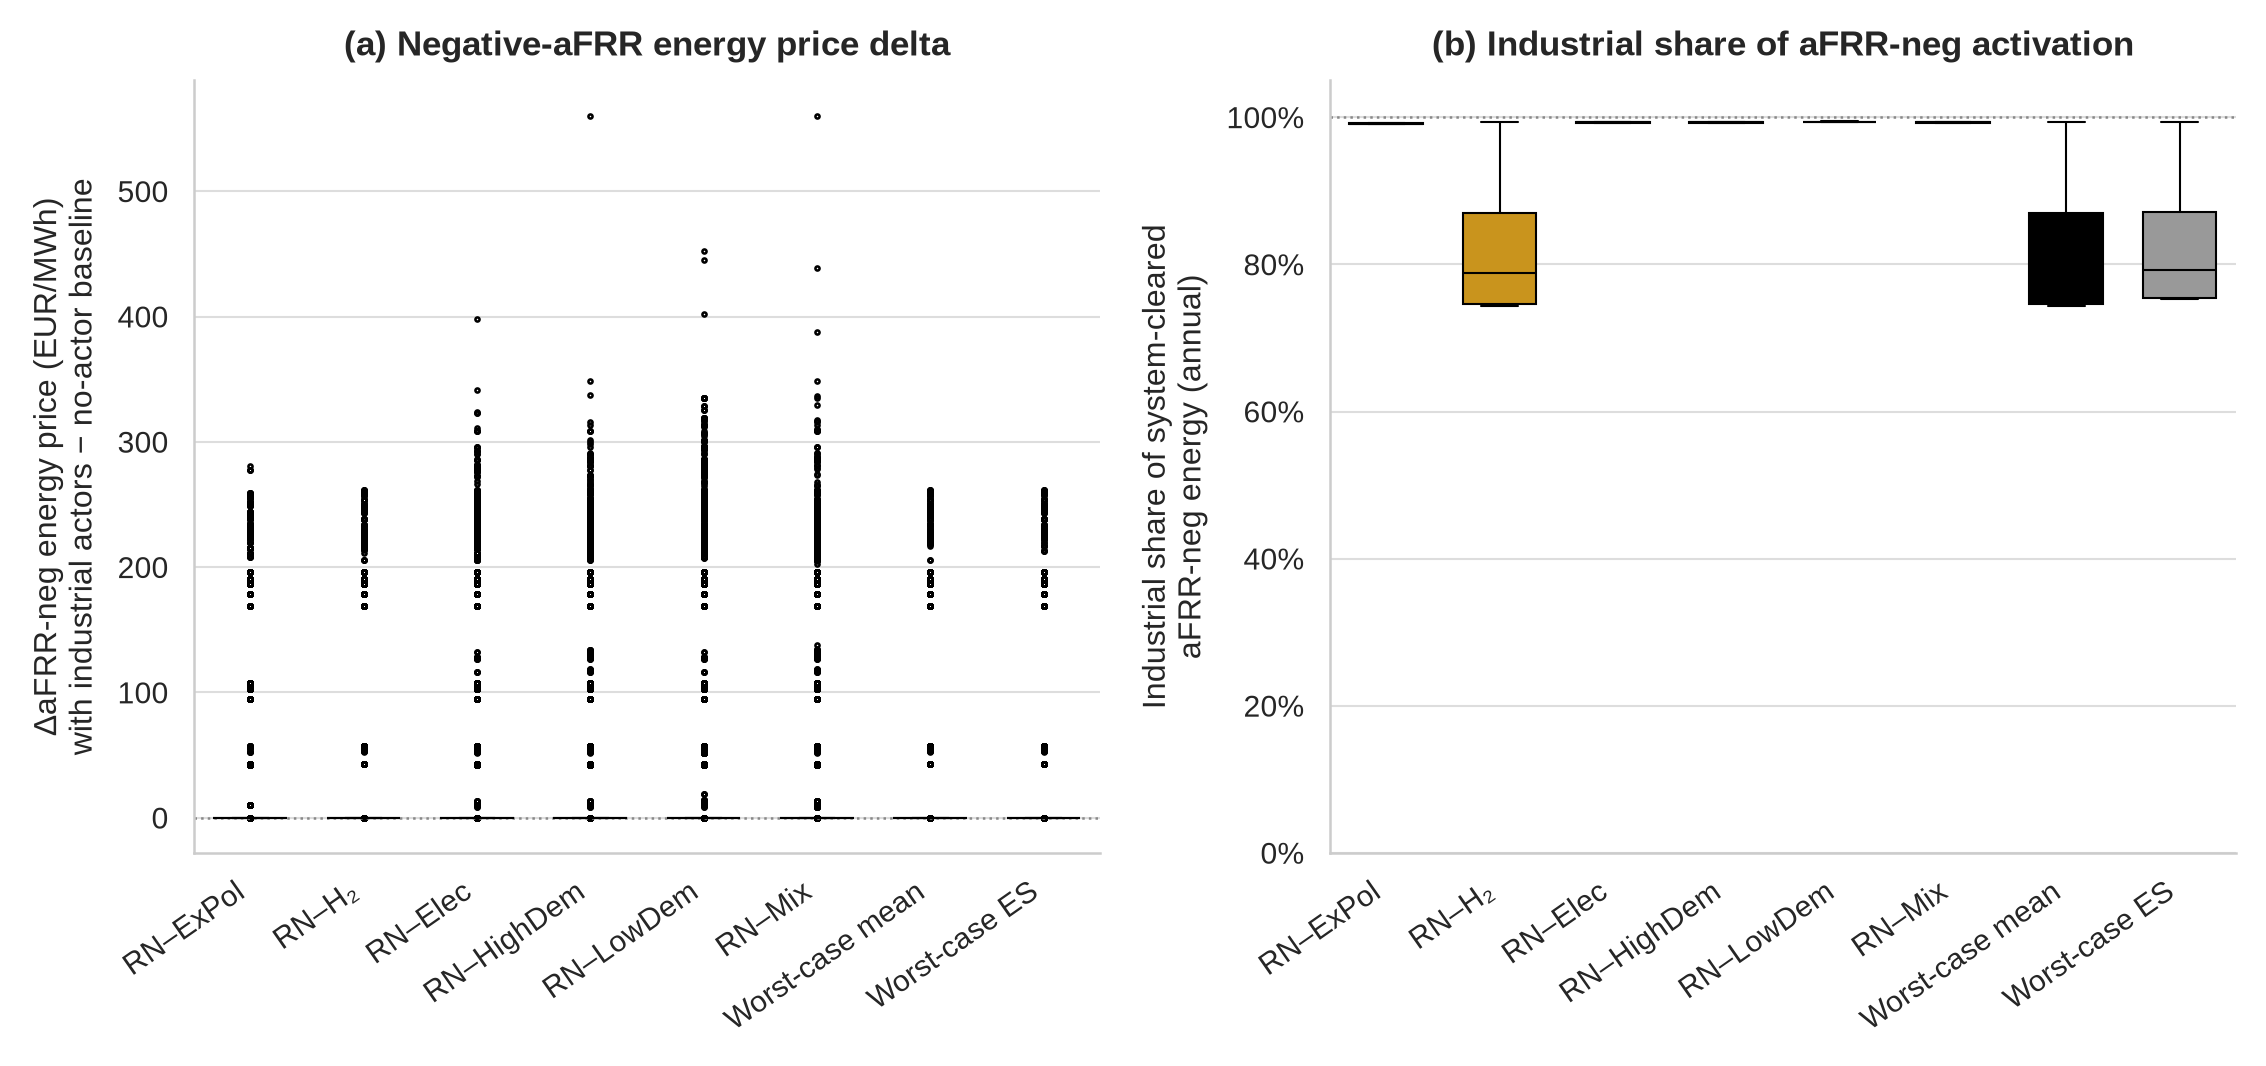 (a) Negative-aFRR energy price delta
ΔaFRR-neg energy price (EUR/MWh)
with industrial actors – no-actor baseline
500
400
300
200
100
0
RN–ExPol
RN–H₂
RN–Elec
RN–HighDem
RN–LowDem
RN–Mix
Worst-case mean
Worst-case ES
(b) Industrial share of aFRR-neg activation
Industrial share of system-cleared
aFRR-neg energy (annual)
100%
80%
60%
40%
20%
0%
RN–ExPol
RN–H₂
RN–Elec
RN–HighDem
RN–LowDem
RN–Mix
Worst-case mean
Worst-case ES